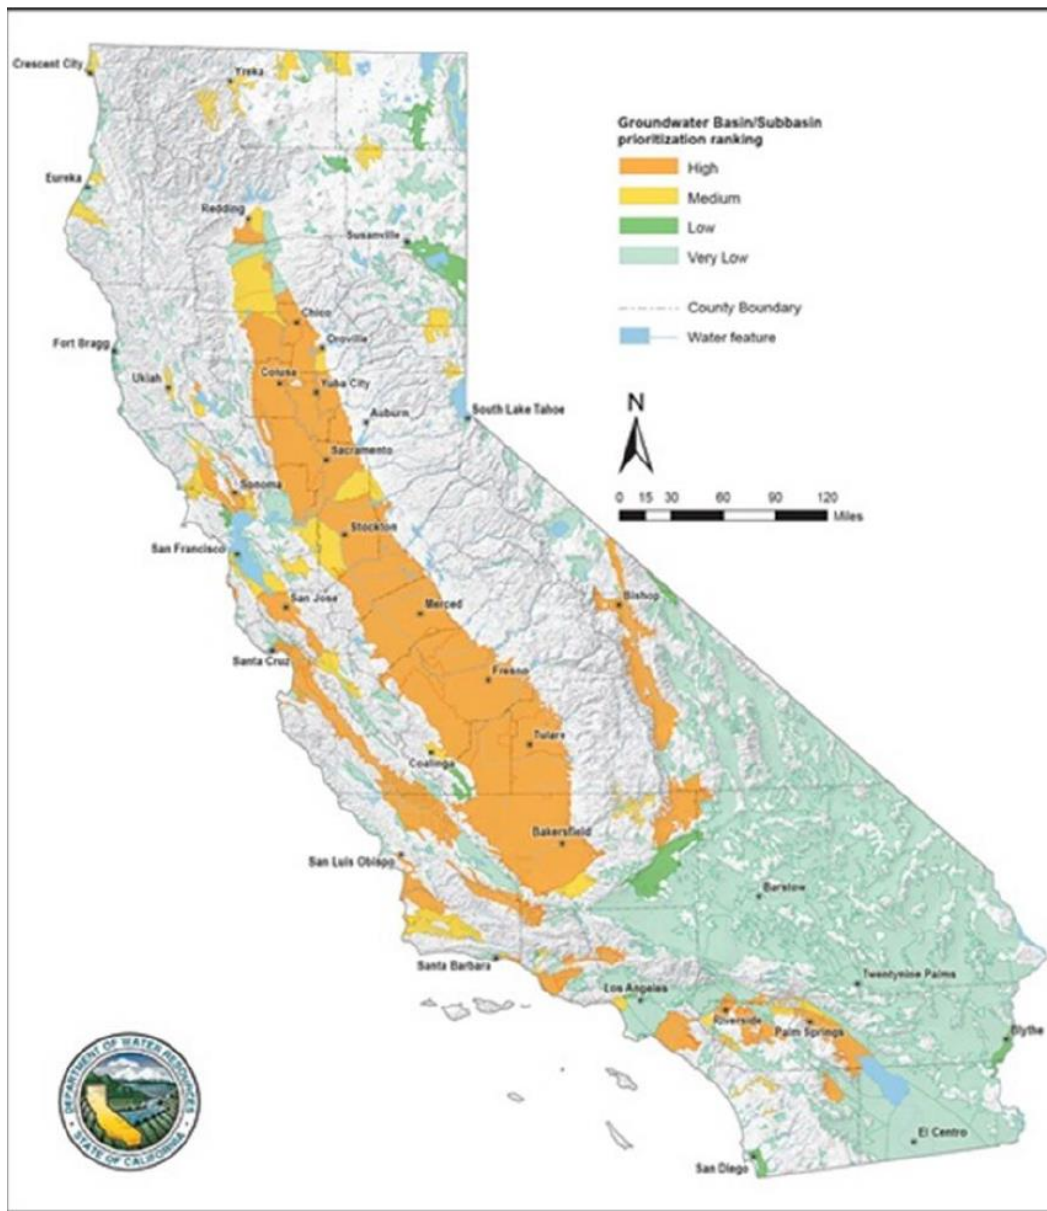 Crescent City
Yreka
Groundwater Basin/Subbasin
prioritization ranking
High
Medium
Low
Very Low
County Boundary
Water feature
Eureka
Redding
Susanville
Chico
Oroville
Fort Bragg
Ukiah
Colusa
Yuba City
Auburn
South Lake Tahoe
N
0 15 30 60 90 120
Miles
Sacramento
Sonoma
Stockton
San Francisco
Bishop
San Jose
Merced
Santa Cruz
Fresno
Tulare
Coalinga
Bakersfield
San Luis Obispo
Barstow
Santa Barbara
Los Angeles
Twentynine Palms
Riverside
Palm Springs
Blythe
El Centro
San Diego
DEPARTMENT OF WATER RESOURCES
STATE OF CALIFORNIA